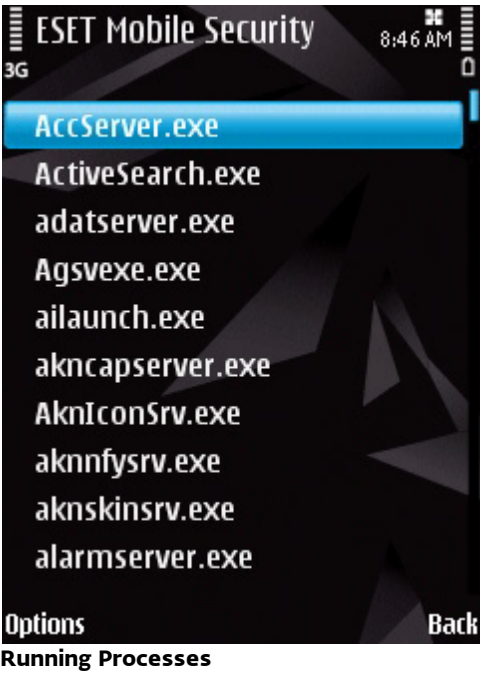 ESET Mobile Security
8:46 AM
3G
AccServer.exe
ActiveSearch.exe
adatserver.exe
Agsvexe.exe
ailaunch.exe
akncapserver.exe
AknIconSrv.exe
aknnfysrv.exe
aknskinsrv.exe
alarmserver.exe
Options
Back
Running Processes